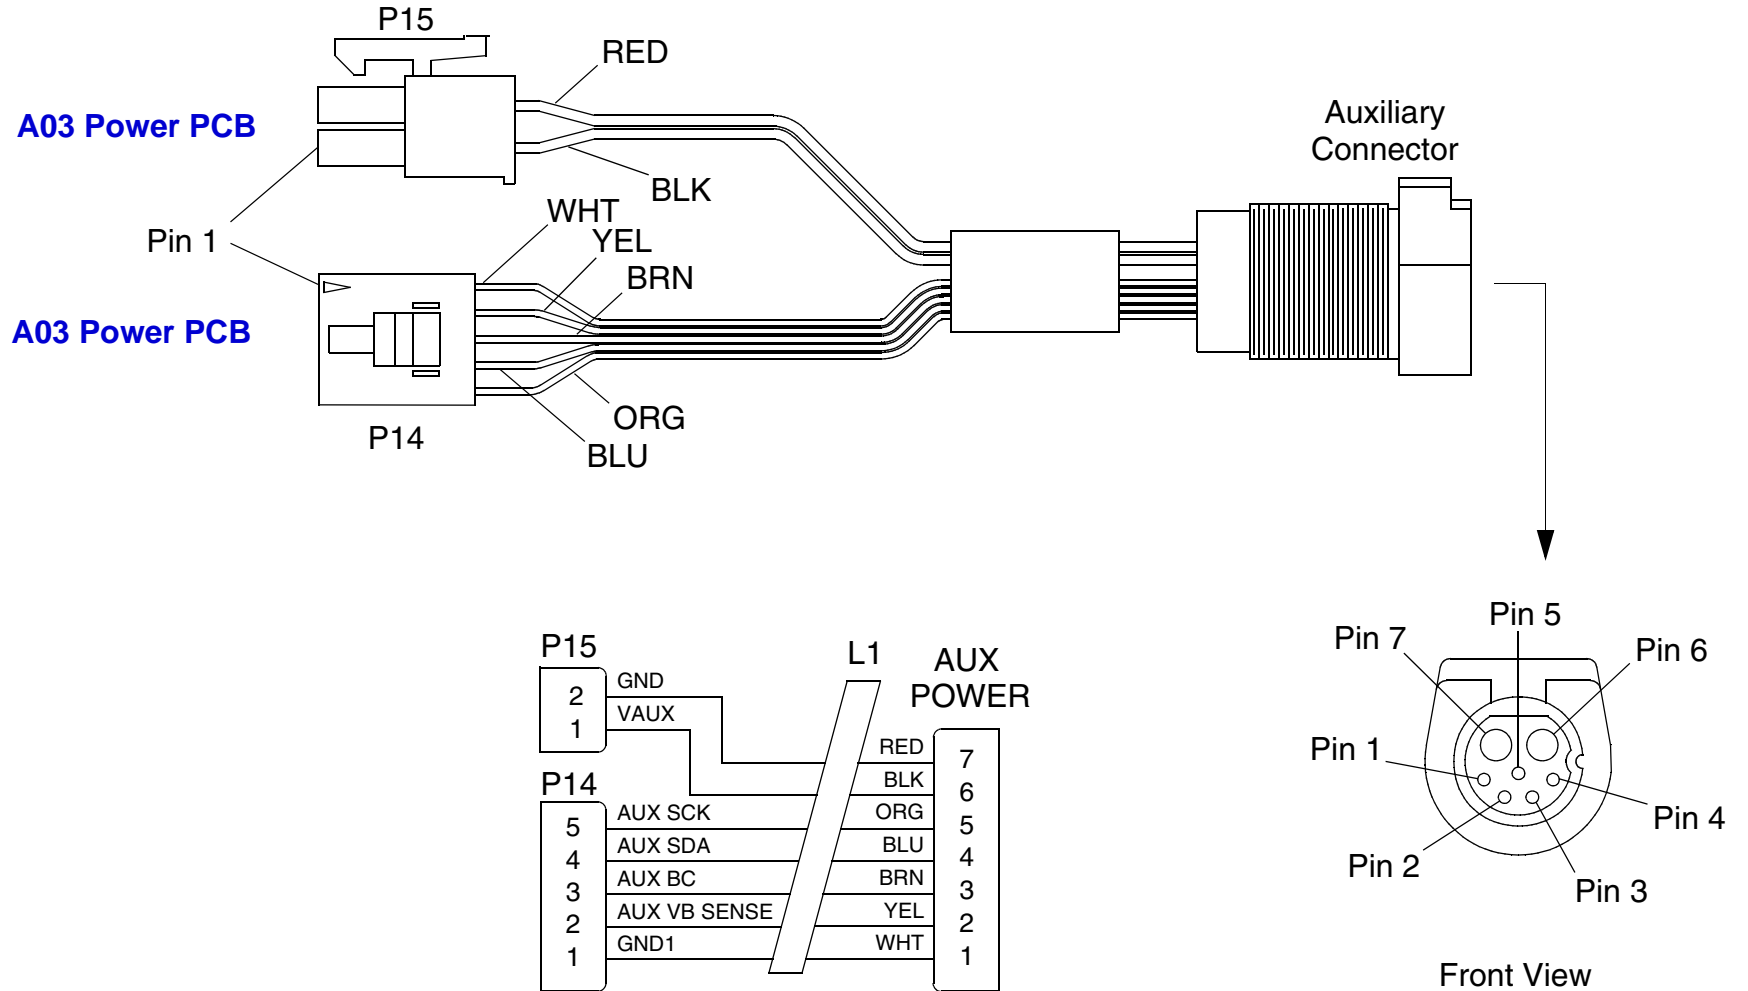 P15
RED
A03 Power PCB
BLK
Auxiliary
Connector
WHT
YEL
Pin 1
BRN
A03 Power PCB
ORG
P14
BLU
P15
2
1
GND
VAUX
L1
AUX
POWER
RED
7
BLK
6
P14
5
AUX SCK
ORG
5
4
AUX SDA
BLU
4
3
AUX BC
BRN
3
2
AUX VB SENSE
YEL
2
1
GND1
WHT
1
Pin 5
Pin 7
Pin 6
Pin 1
Pin 4
Pin 2
Pin 3
Front View